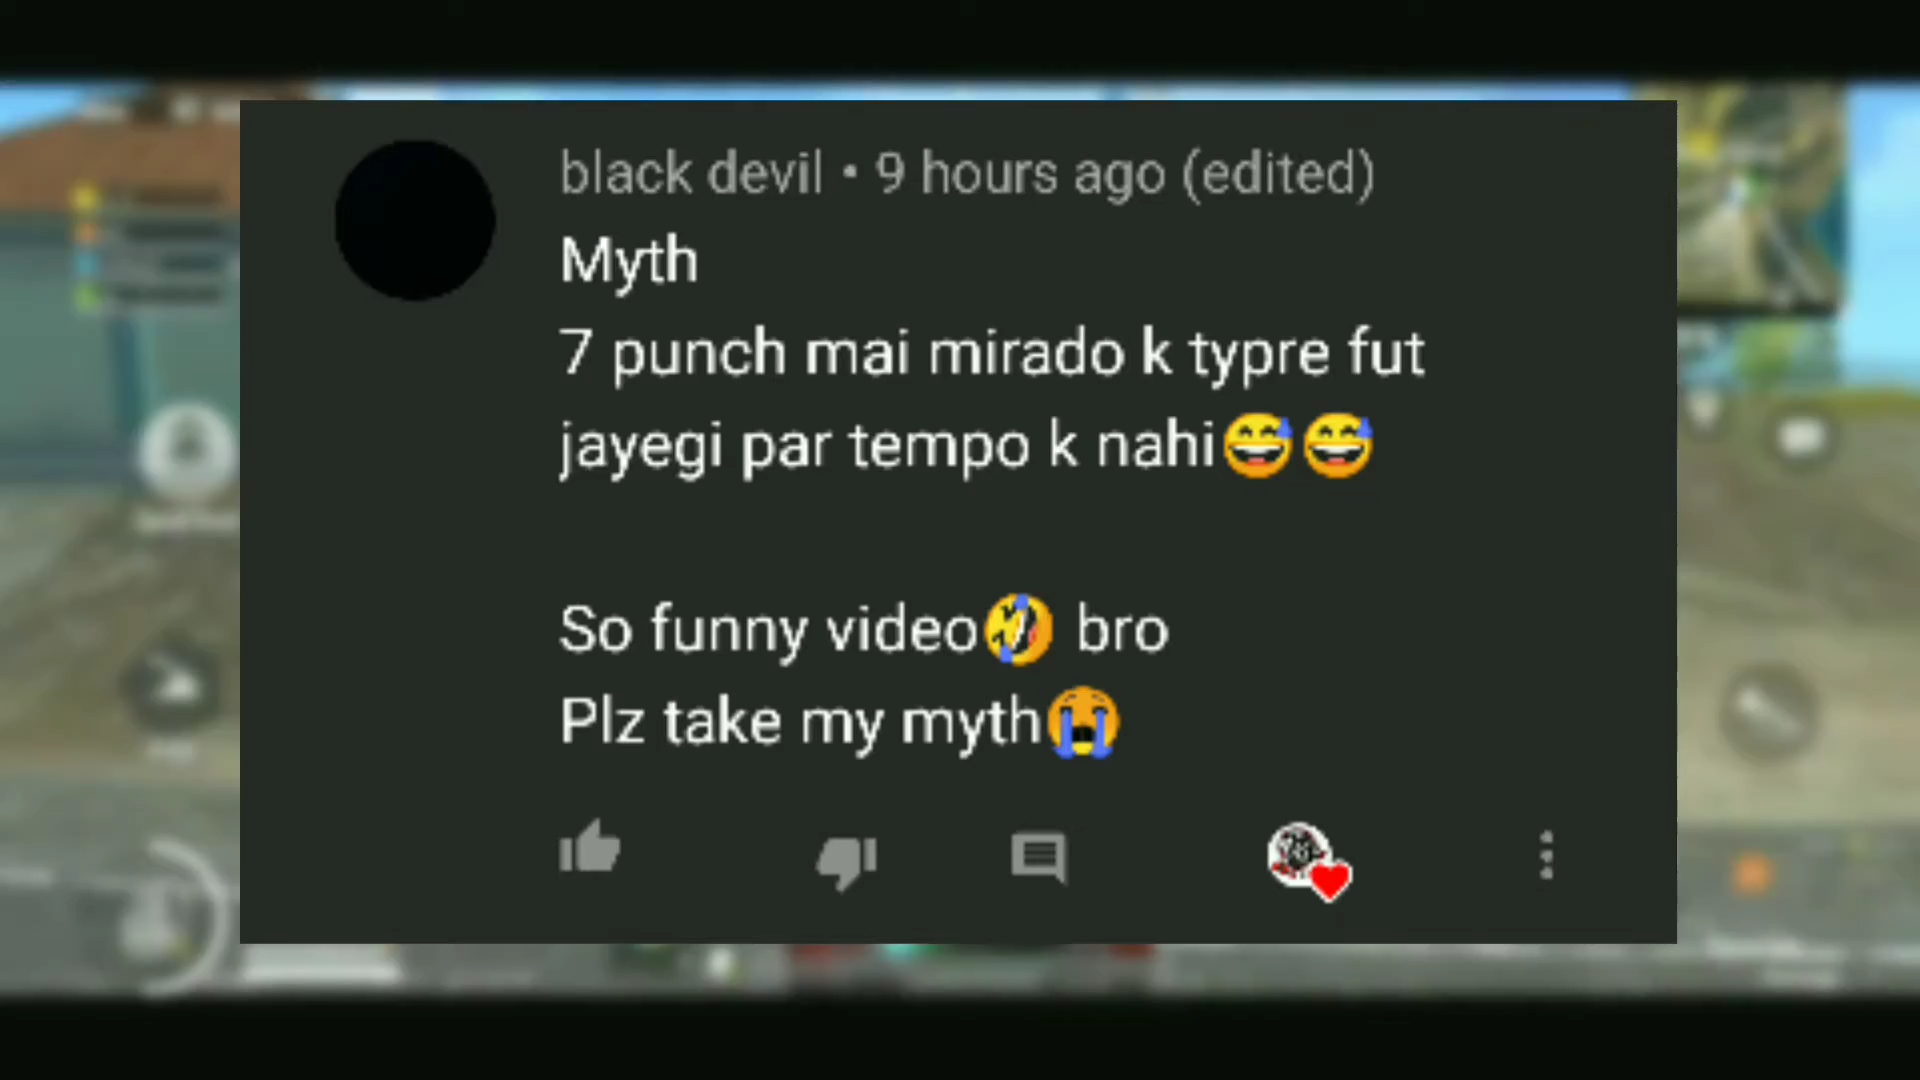 black devil • 9 hours ago (edited)
Myth
7 punch mai mirado k typre fut
jayegi par tempo k nahi😅😅
So funny video🤣 bro
Plz take my myth😭